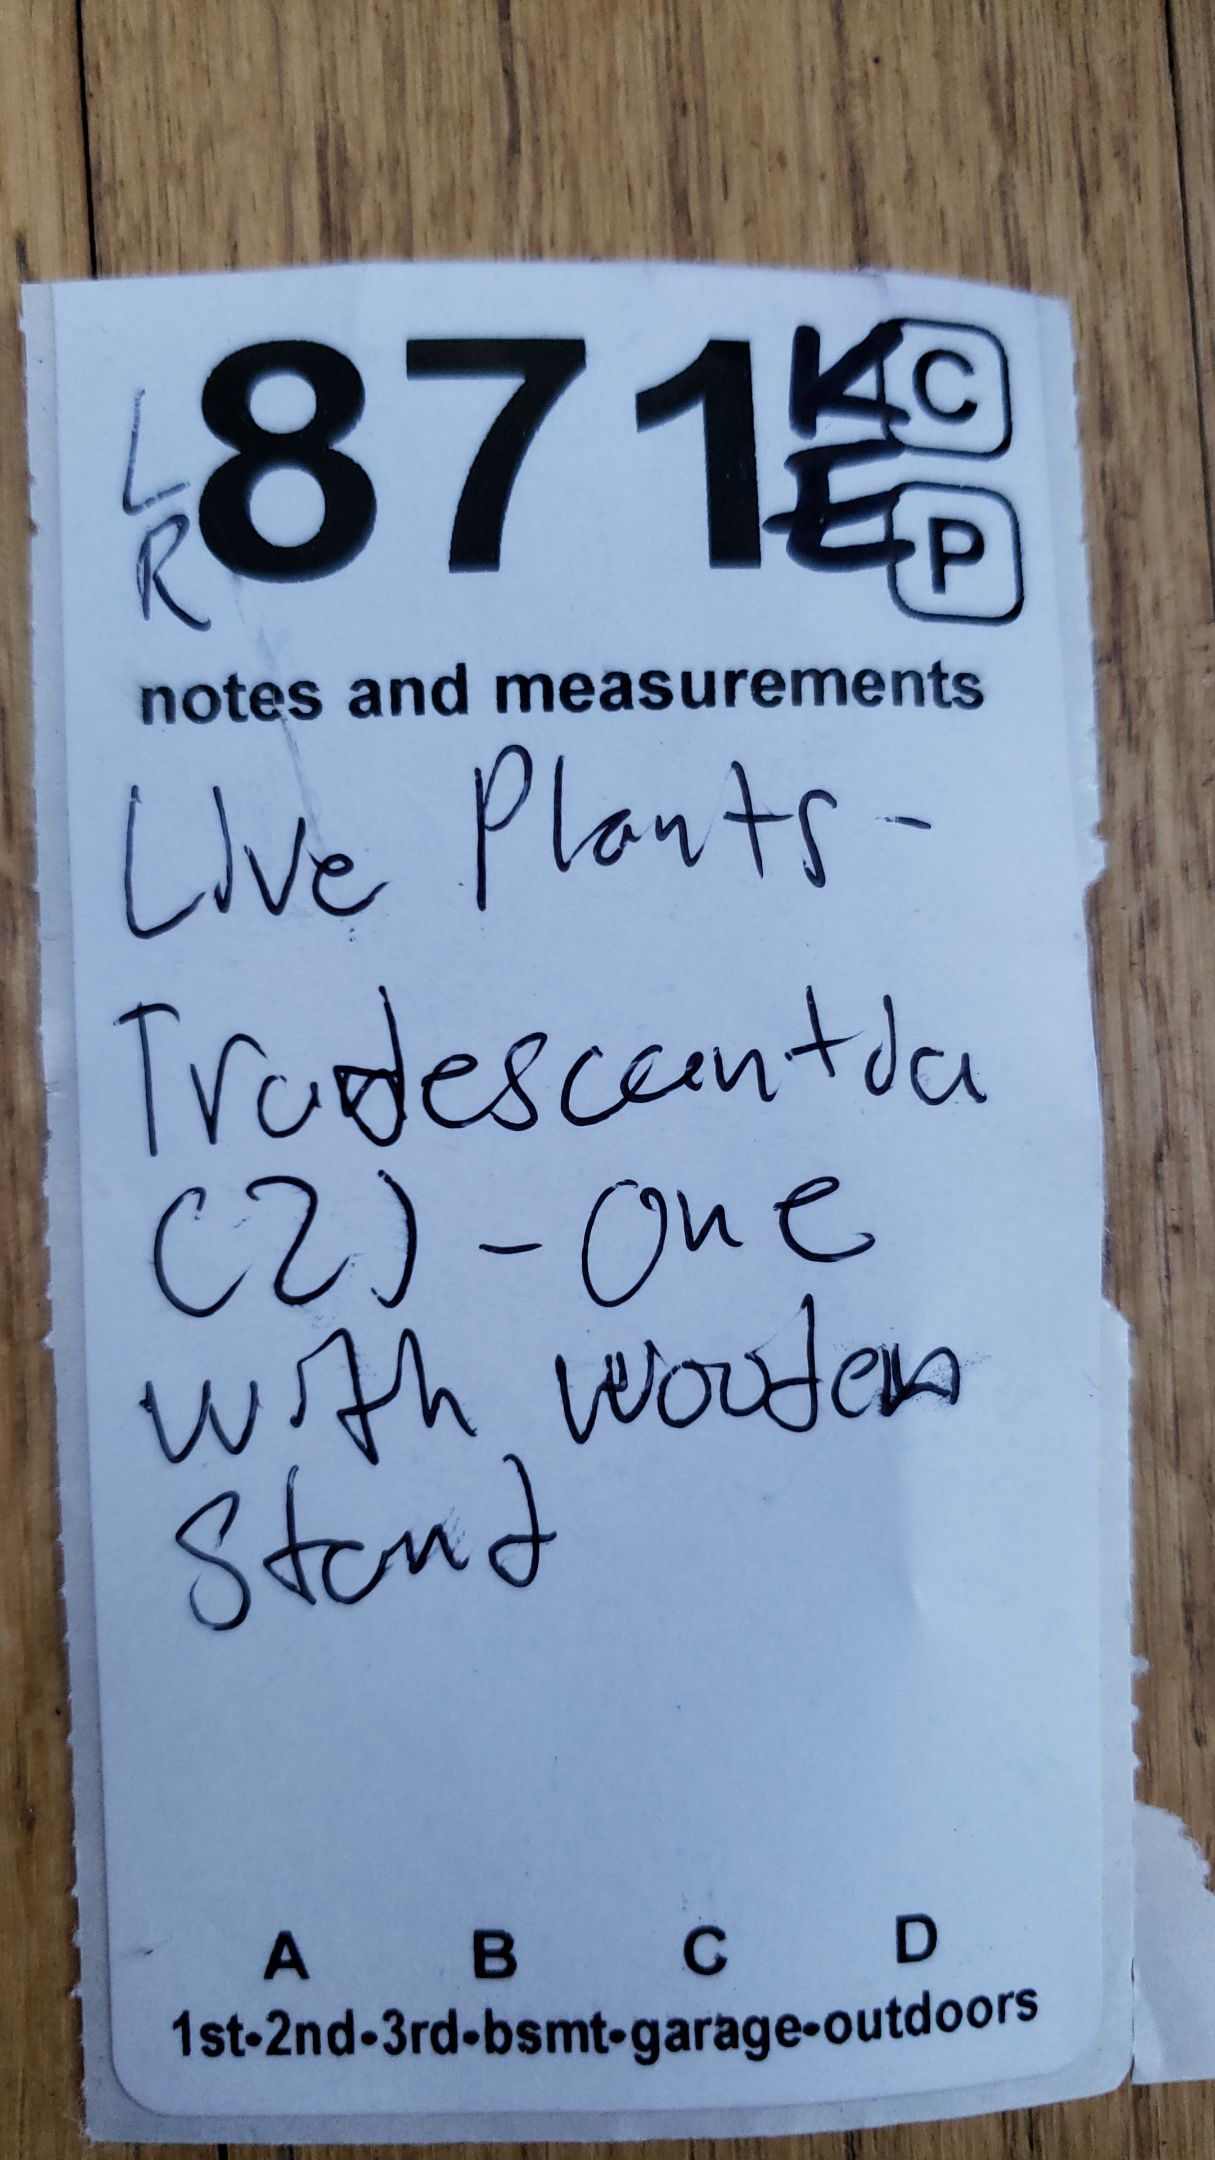 L 871 K C
R E P
notes and measurements
Live Plants -
Tradescantia
(2) - One
with wooden
Stand
A B C D
1st•2nd•3rd•bsmt•garage•outdoors